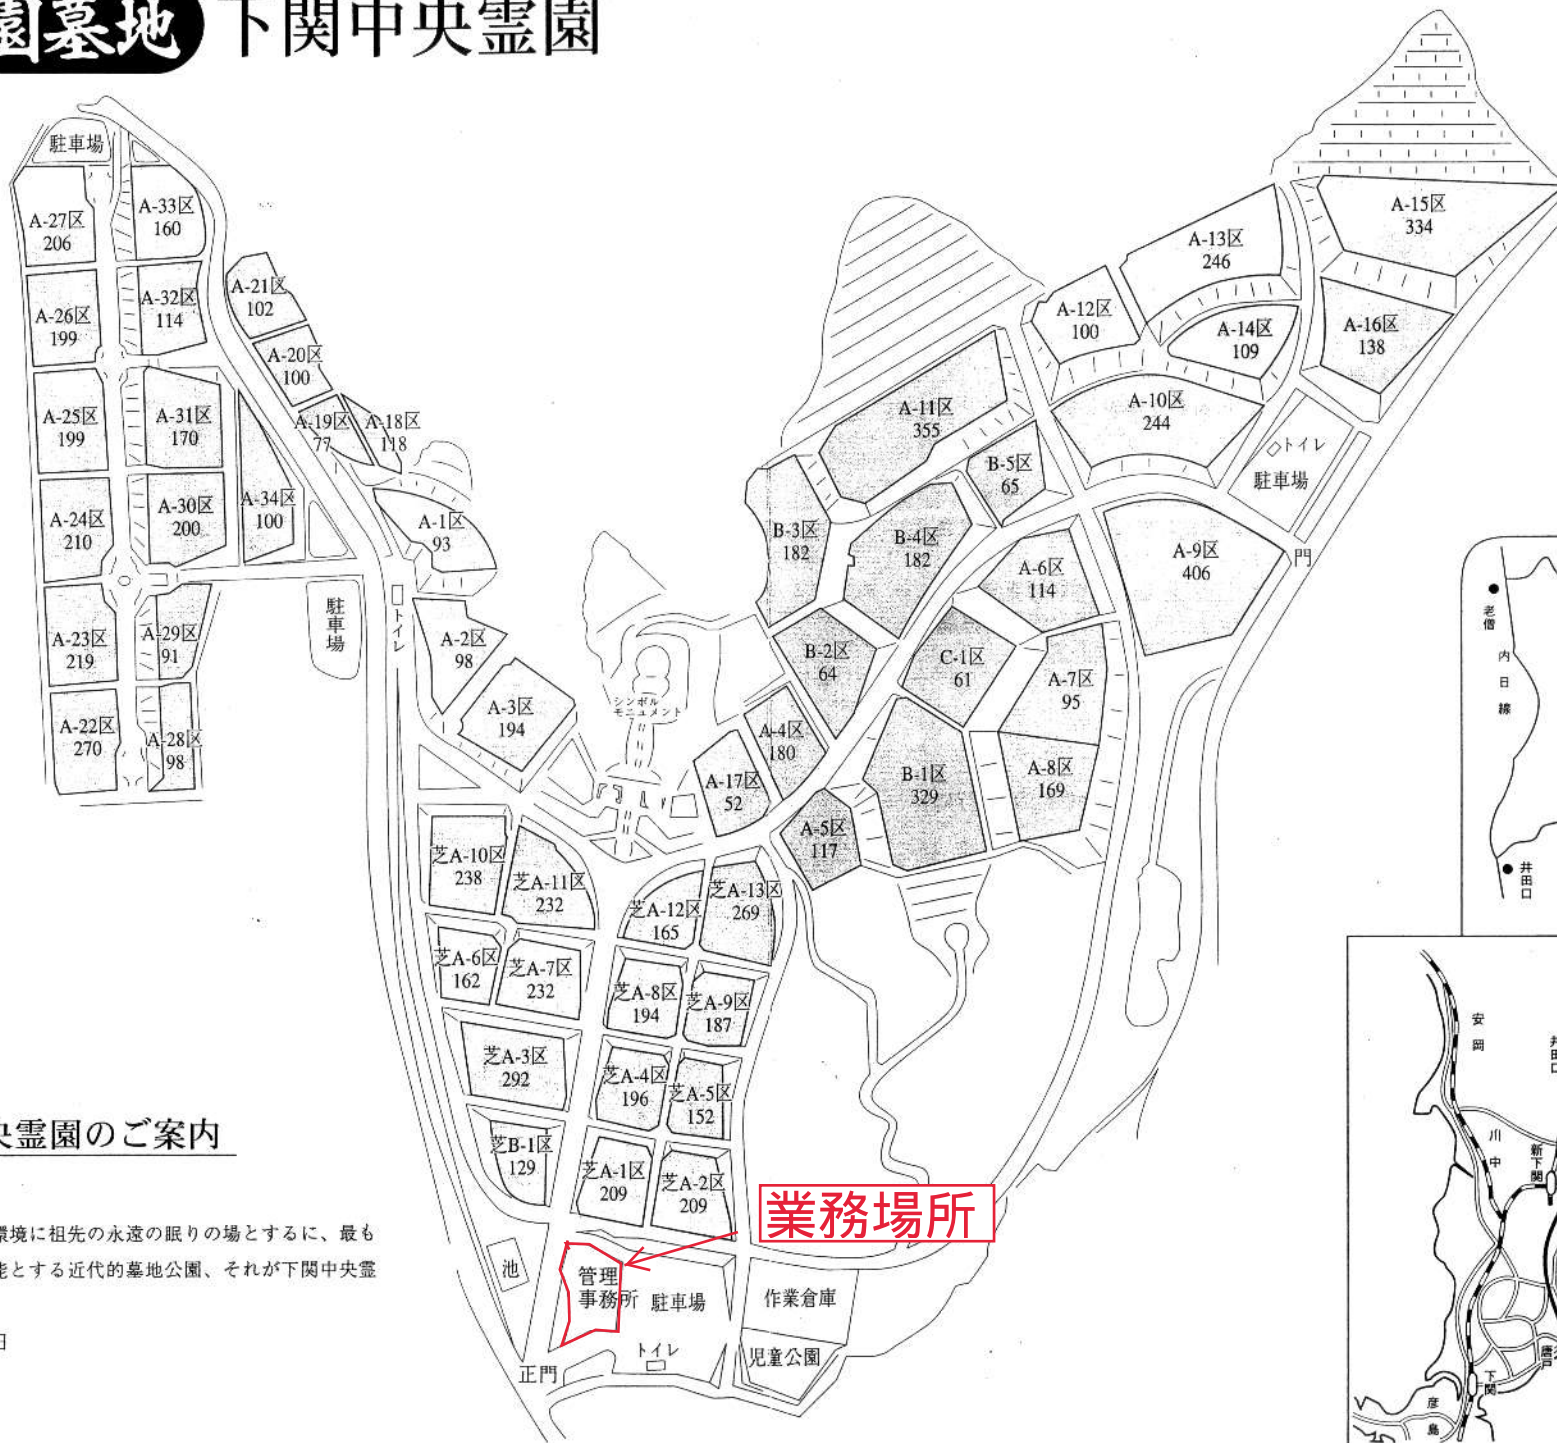 園墓地 下関中央霊園
駐車場
A-27区
206
A-33区
160
A-26区
199
A-32区
114
A-21区
102
A-20区
100
A-25区
199
A-31区
170
A-19区
77
A-18区
118
A-24区
210
A-30区
200
A-34区
100
A-1区
93
A-23区
219
A-29区
91
駐車場
トイレ
A-2区
98
A-22区
270
A-28区
98
A-3区
194
シンボル
モニュメント
A-15区
334
A-13区
246
A-12区
100
A-14区
109
A-16区
138
A-11区
355
A-10区
244
B-5区
65
トイレ
駐車場
B-3区
182
B-4区
182
A-6区
114
A-9区
406
門
B-2区
64
C-1区
61
A-7区
95
A-4区
180
A-17区
52
B-1区
329
A-8区
169
A-5区
117
芝A-10区
238
芝A-11区
232
芝A-12区
165
芝A-13区
269
芝A-6区
162
芝A-7区
232
芝A-8区
194
芝A-9区
187
芝A-3区
292
芝A-4区
196
芝A-5区
152
芝B-1区
129
芝A-1区
209
芝A-2区
209
業務場所
池
管理
事務所
駐車場
作業倉庫
トイレ
児童公園
正門
央霊園のご案内
環境に祖先の永遠の眠りの場とするに、最も
能とする近代的墓地公園、それが下関中央霊
日
老僧
内日線
井田口
安岡
井田口
川中
新下関
唐戸
下関
彦島